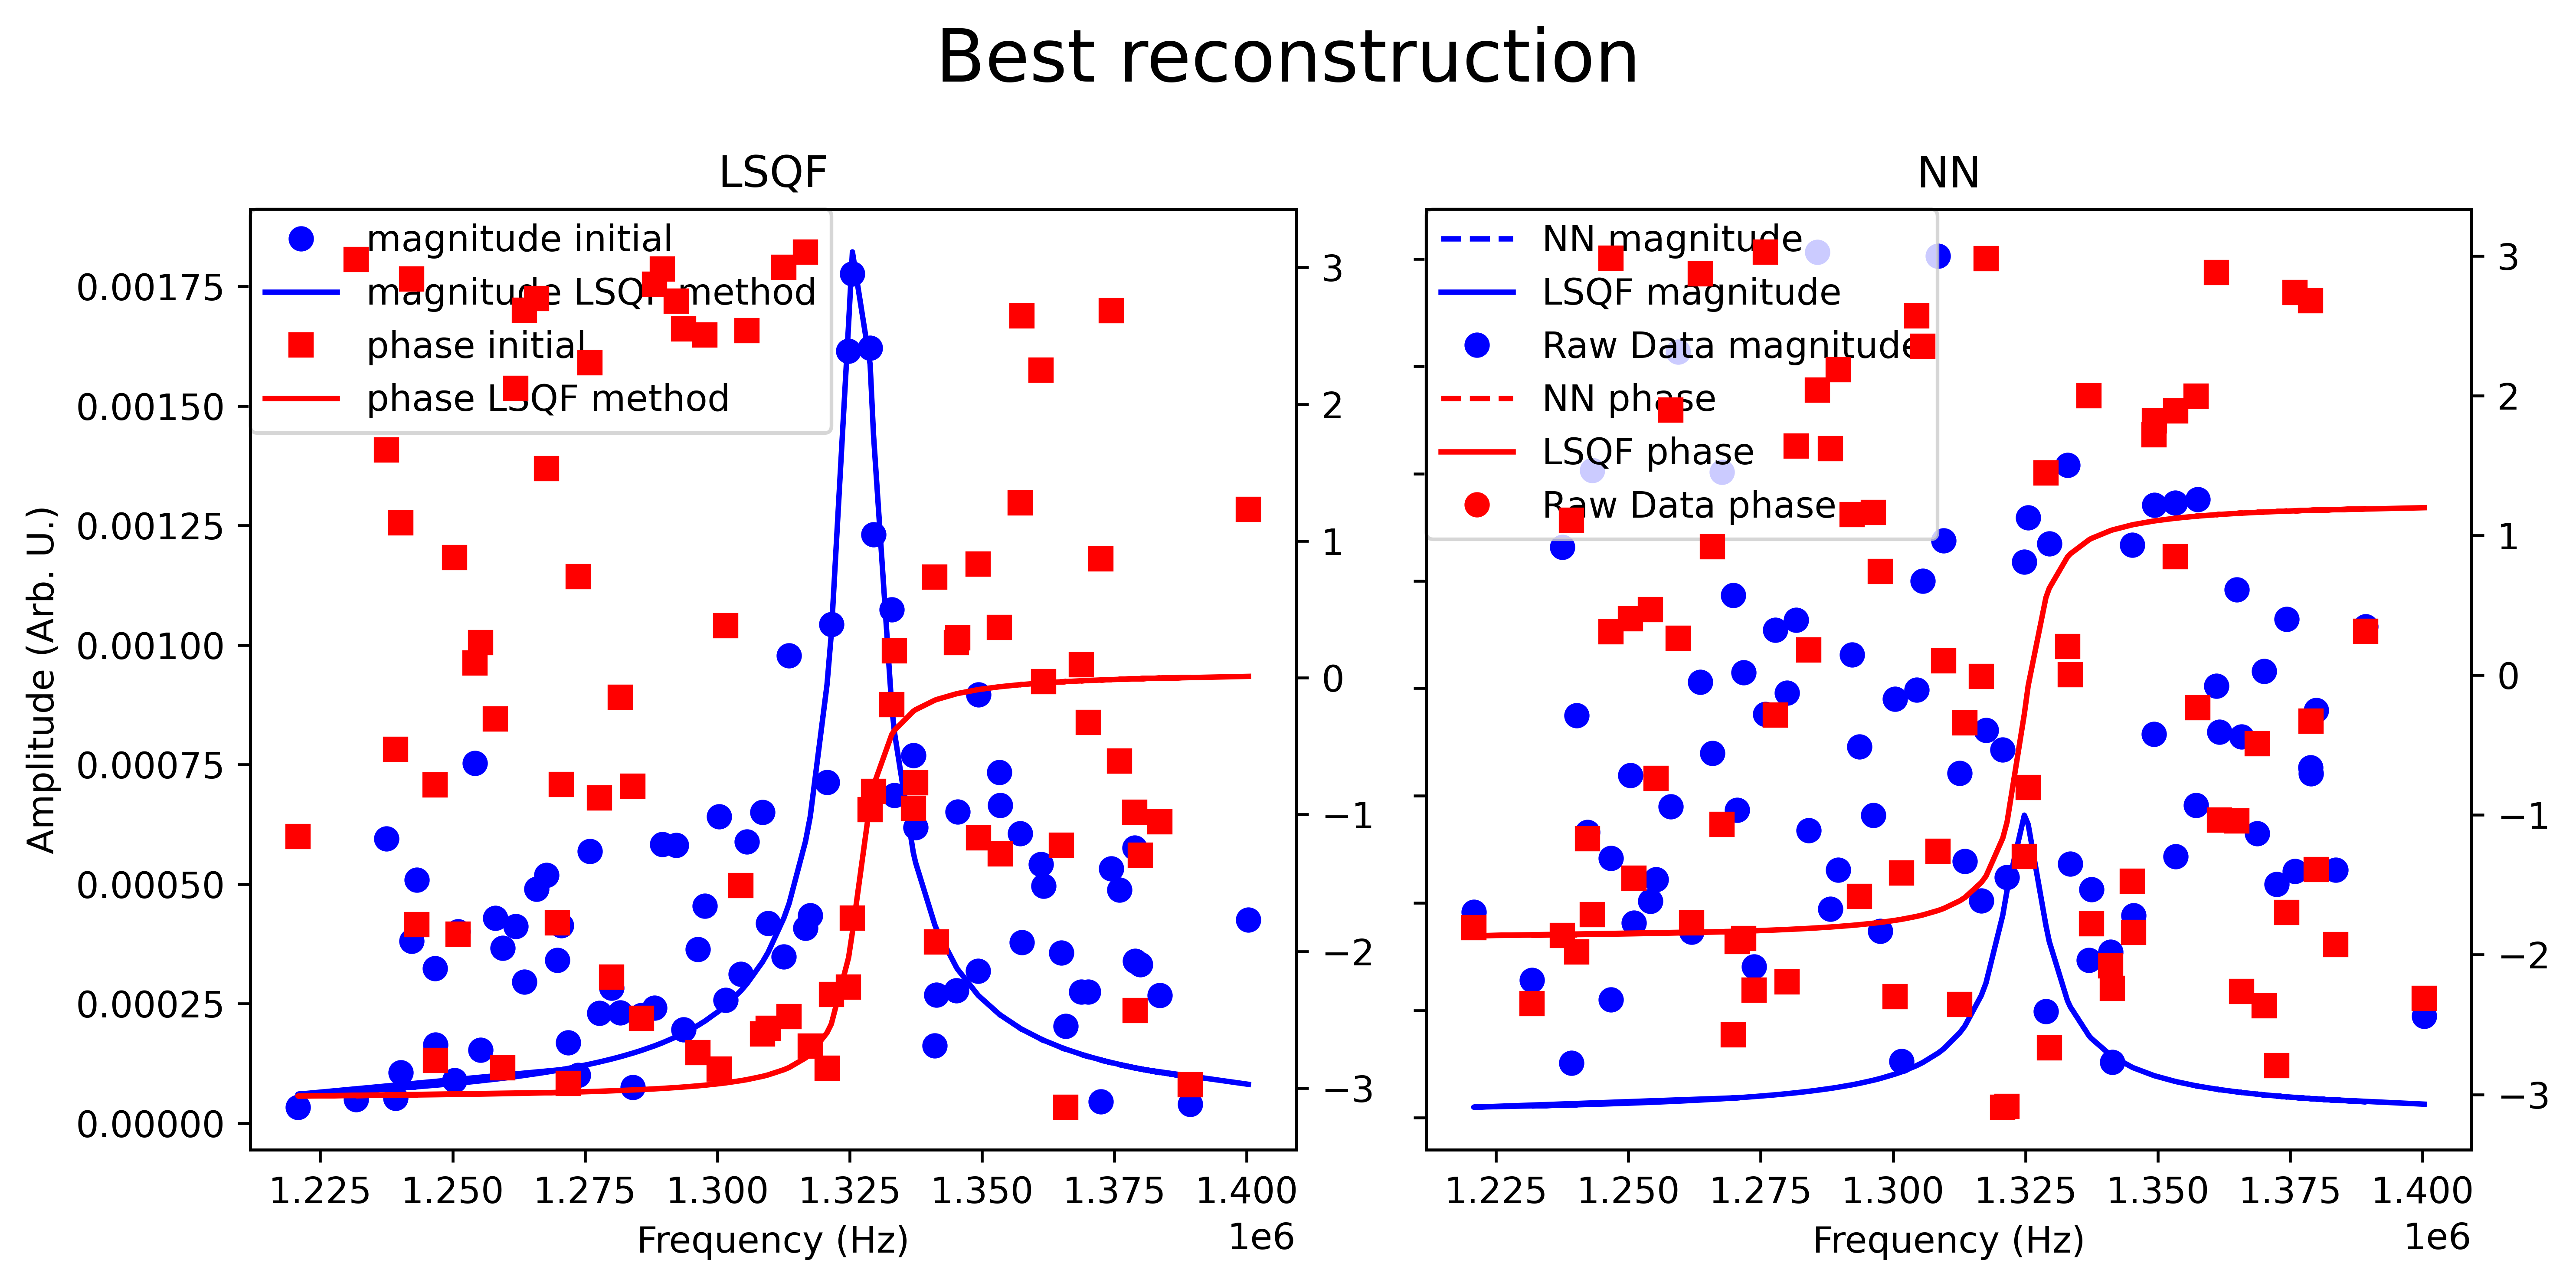 Best reconstruction
LSQF
NN
magnitude initial
magnitude LSQF method
phase initial
phase LSQF method
NN magnitude
LSQF magnitude
Raw Data magnitude
NN phase
LSQF phase
Raw Data phase
Amplitude (Arb. U.)
0.00175
0.00150
0.00125
0.00100
0.00075
0.00050
0.00025
0.00000
3
2
1
0
−1
−2
−3
3
2
1
0
−1
−2
−3
1.225 1.250 1.275 1.300 1.325 1.350 1.375 1.400
1e6
Frequency (Hz)
1.225 1.250 1.275 1.300 1.325 1.350 1.375 1.400
1e6
Frequency (Hz)